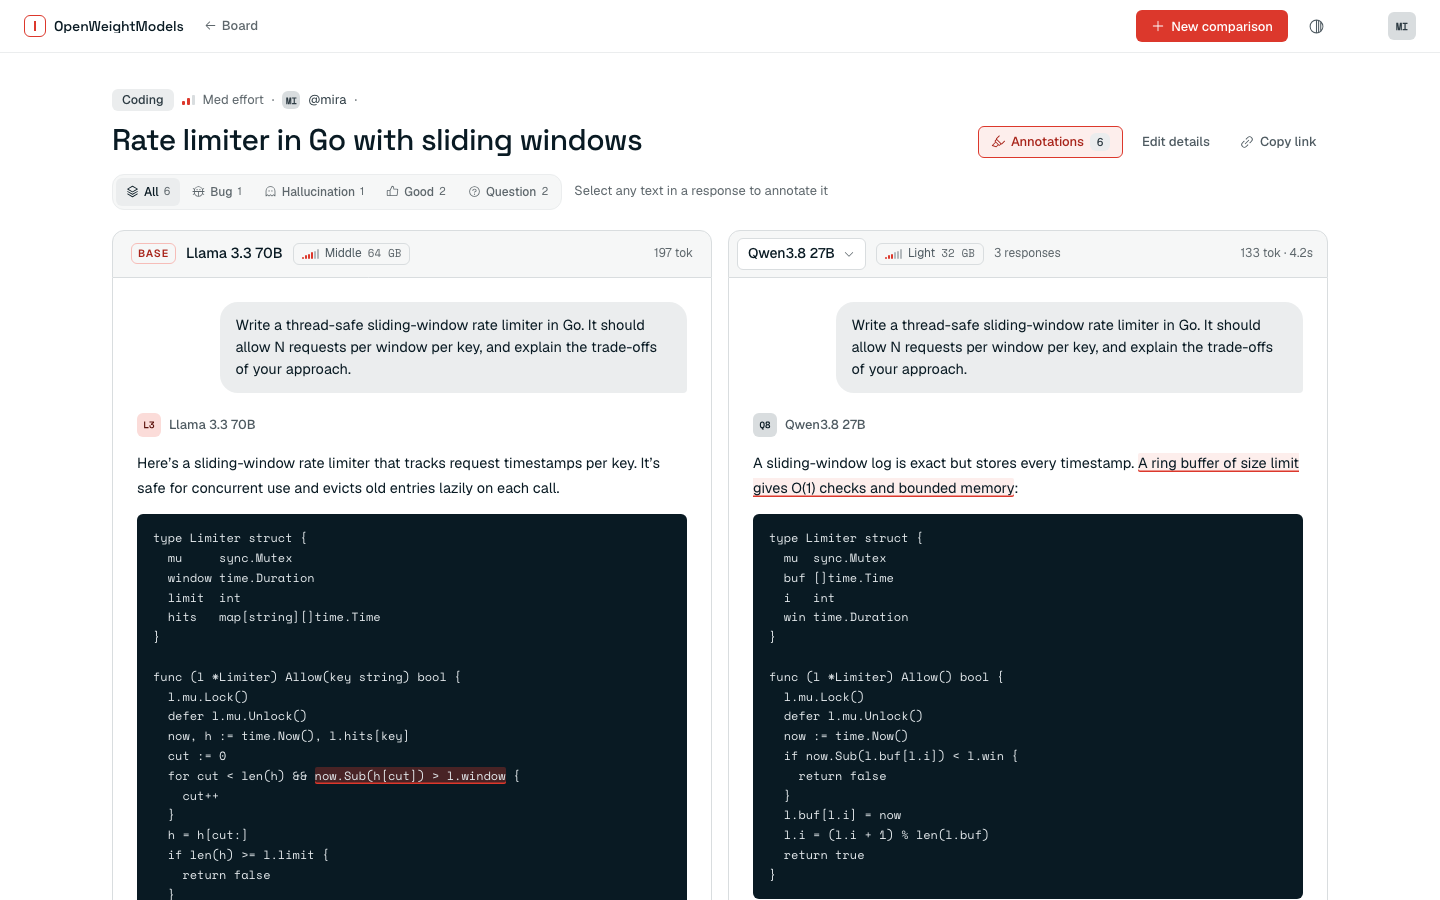 OpenWeightModels
← Board
+ New comparison
MI
Coding
Med effort · MI @mira ·
Rate limiter in Go with sliding windows
Annotations 6
Edit details
Copy link
All 6
Bug 1
Hallucination 1
Good 2
Question 2
Select any text in a response to annotate it
BASE Llama 3.3 70B Middle 64 GB 197 tok
Write a thread-safe sliding-window rate limiter in Go. It should
allow N requests per window per key, and explain the trade-offs
of your approach.
L3 Llama 3.3 70B
Here's a sliding-window rate limiter that tracks request timestamps per key. It's
safe for concurrent use and evicts old entries lazily on each call.
type Limiter struct {
  mu     sync.Mutex
  window time.Duration
  limit  int
  hits   map[string][]time.Time
}
func (l *Limiter) Allow(key string) bool {
  l.mu.Lock()
  defer l.mu.Unlock()
  now, h := time.Now(), l.hits[key]
  cut := 0
  for cut < len(h) && now.Sub(h[cut]) > l.window {
    cut++
  }
  h = h[cut:]
  if len(h) >= l.limit {
    return false
  }
Qwen3.8 27B Light 32 GB 3 responses 133 tok · 4.2s
Write a thread-safe sliding-window rate limiter in Go. It should
allow N requests per window per key, and explain the trade-offs
of your approach.
Q8 Qwen3.8 27B
A sliding-window log is exact but stores every timestamp. A ring buffer of size limit
gives O(1) checks and bounded memory:
type Limiter struct {
  mu  sync.Mutex
  buf []time.Time
  i   int
  win time.Duration
}
func (l *Limiter) Allow() bool {
  l.mu.Lock()
  defer l.mu.Unlock()
  now := time.Now()
  if now.Sub(l.buf[l.i]) < l.win {
    return false
  }
  l.buf[l.i] = now
  l.i = (l.i + 1) % len(l.buf)
  return true
}